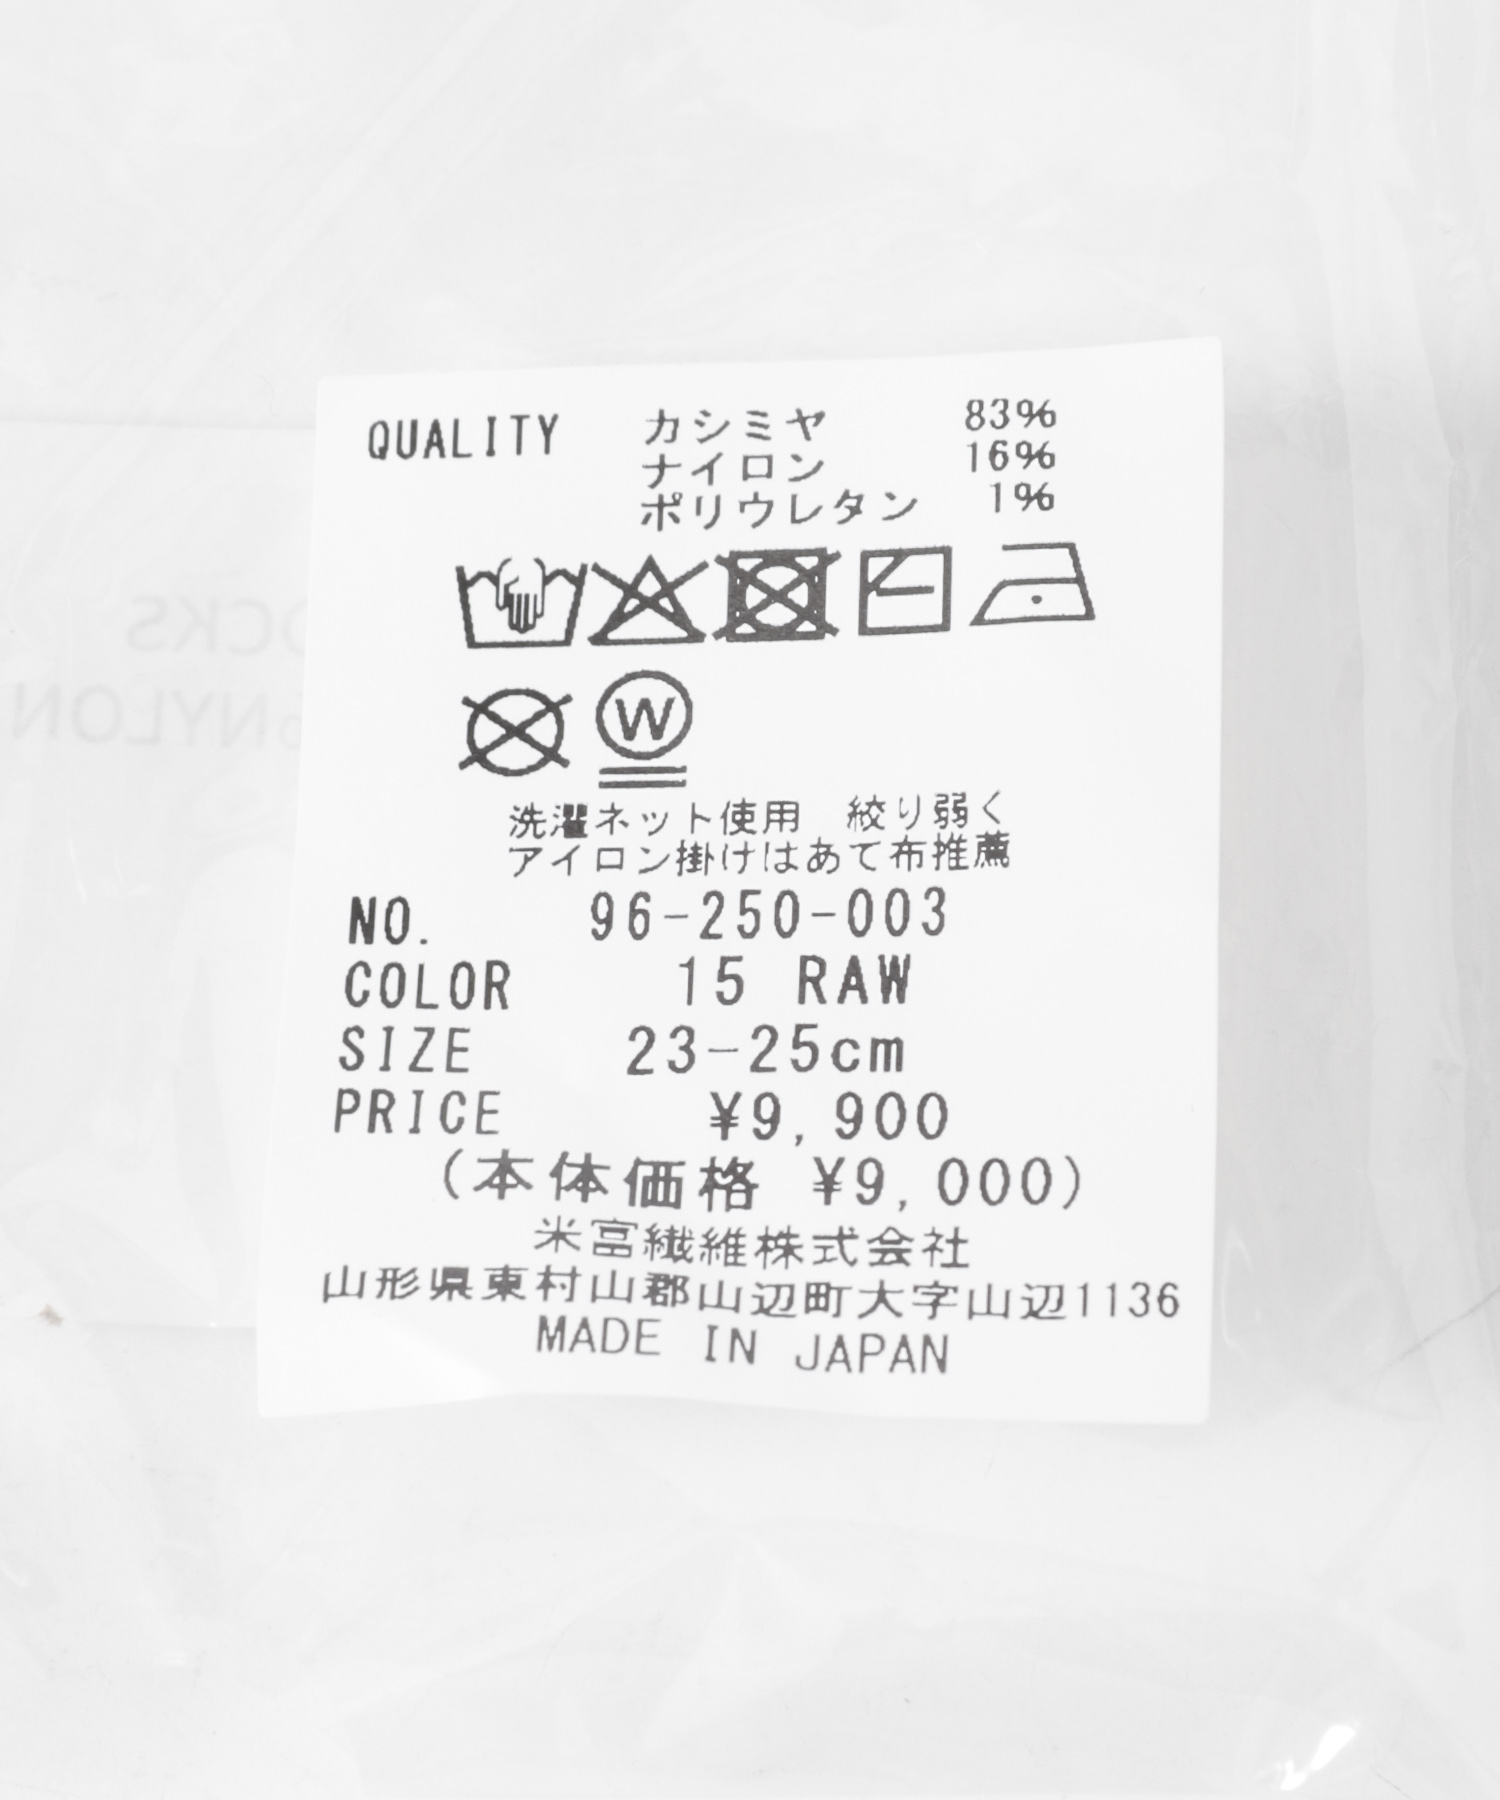 QUALITY カシミヤ 83%
ナイロン 16%
ポリウレタン 1%
W
洗濯ネット使用 絞り弱く
アイロン掛けはあて布推薦
NO. 96-250-003
COLOR 15 RAW
SIZE 23-25cm
PRICE ¥9,900
(本体価格 ¥9,000)
米富繊維株式会社
山形県東村山郡山辺町大字山辺1136
MADE IN JAPAN
OCKS
NYLON